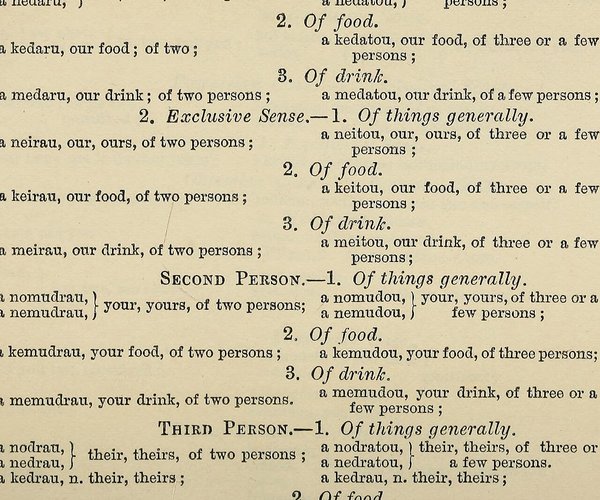 a nedaru, } a nedatou, } persons ;
2. Of food.
a kedaru, our food; of two ; a kedatou, our food, of three or a few
persons ;
3. Of drink.
a medaru, our drink; of two persons ; a medatou, our drink, of a few persons ;
2. Exclusive Sense.—1. Of things generally.
a neirau, our, ours, of two persons ; a neitou, our, ours, of three or a few
persons ;
2. Of food.
a keirau, our food, of two persons ; a keitou, our food, of three or a few
persons ;
3. Of drink.
a meirau, our drink, of two persons ; a meitou, our drink, of three or a few
persons ;
Second Person.—1. Of things generally.
a nomudrau, } your, yours, of two persons; a nomudou, } your, yours, of three or a
a nemudrau, } a nemudou, } few persons ;
2. Of food.
a kemudrau, your food, of two persons ; a kemudou, your food, of three persons;
3. Of drink.
a memudrau, your drink, of two persons. a memudou, your drink, of three or a
few persons ;
Third Person.—1. Of things generally.
a nodrau, } their, theirs, of two persons ; a nodratou, } their, theirs, of three or
a nedrau, } a nedratou, } a few persons.
a kedrau, n. their, theirs ; a kedrau, n. their, theirs ;
2. Of food.